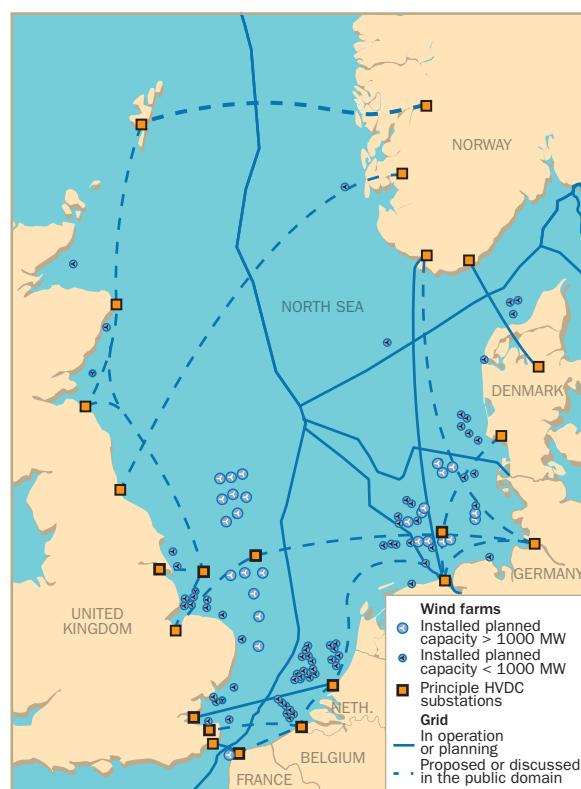 NORWAY
NORTH SEA
DENMARK
GERMANY
UNITED
KINGDOM
NETH.
BELGIUM
FRANCE
Wind farms
Installed planned
capacity > 1000 MW
Installed planned
capacity < 1000 MW
Principle HVDC
substations
Grid
In operation
or planning
Proposed or discussed
in the public domain